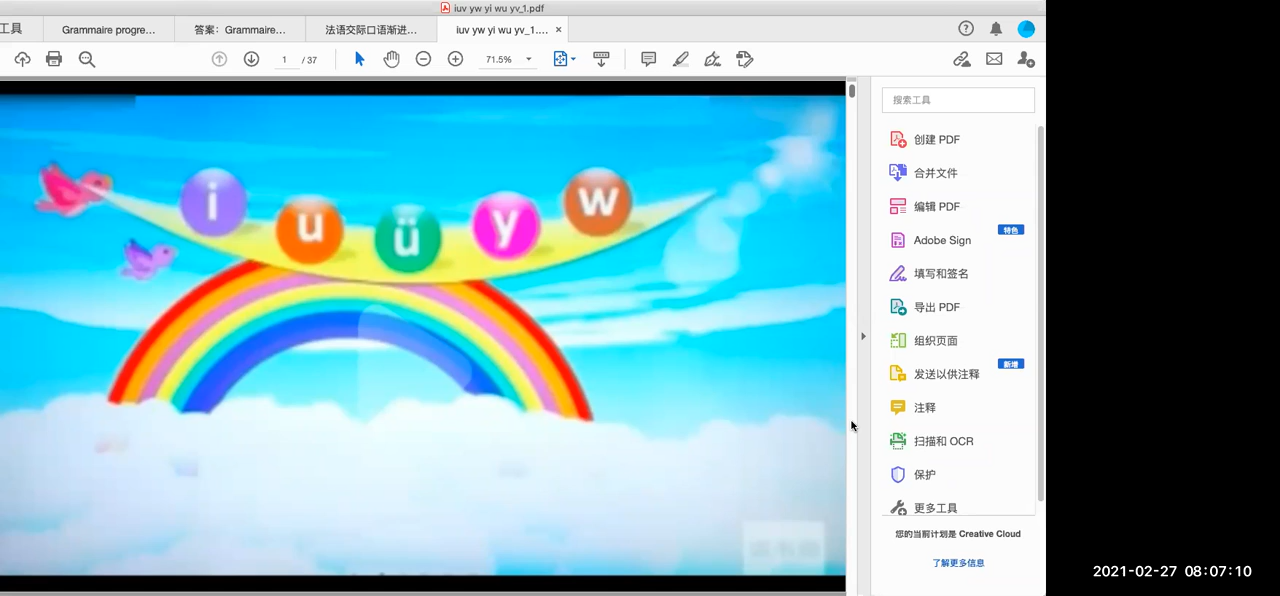 iuv yw yi wu yv_1.pdf
工具
Grammaire progre...
答案：Grammaire...
法语交际口语渐进...
iuv yw yi wu yv_1.... ×
1 / 37
71.5%
搜索工具
创建 PDF
合并文件
编辑 PDF
Adobe Sign
特色
填写和签名
导出 PDF
组织页面
发送以供注释
新增
注释
扫描和 OCR
保护
更多工具
您的当前计划是 Creative Cloud
了解更多信息
i u ü y w
2021-02-27 08:07:10